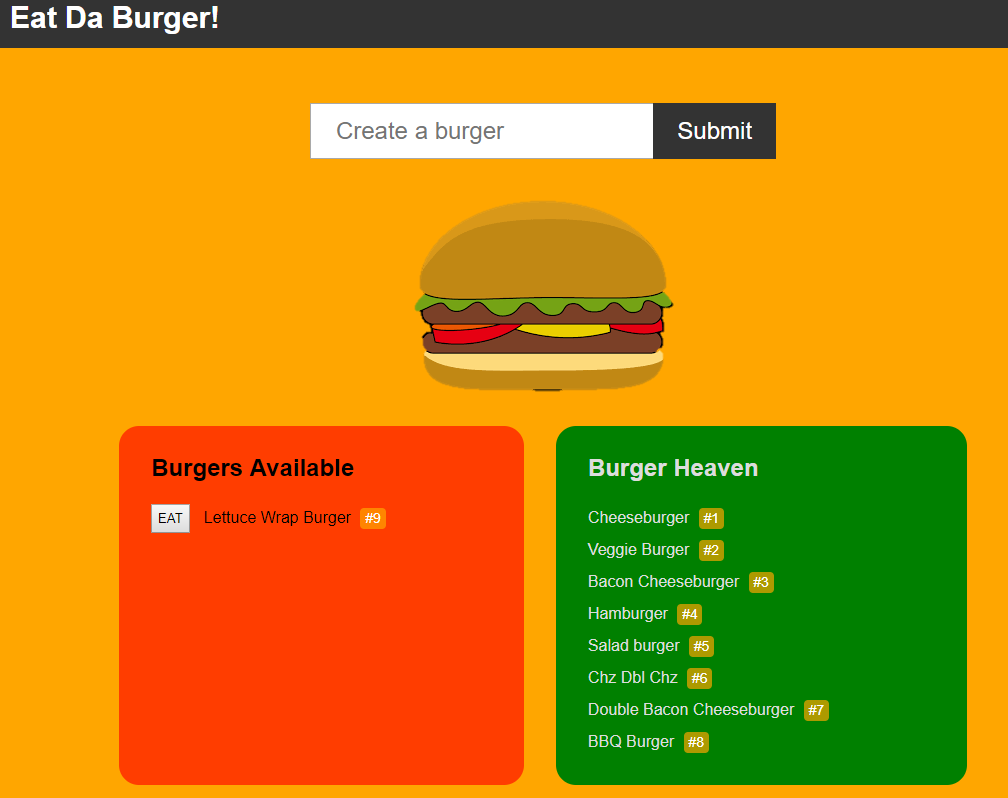 Eat Da Burger!
Create a burger
Submit
Burgers Available
EAT Lettuce Wrap Burger #9
Burger Heaven
Cheeseburger #1
Veggie Burger #2
Bacon Cheeseburger #3
Hamburger #4
Salad burger #5
Chz Dbl Chz #6
Double Bacon Cheeseburger #7
BBQ Burger #8